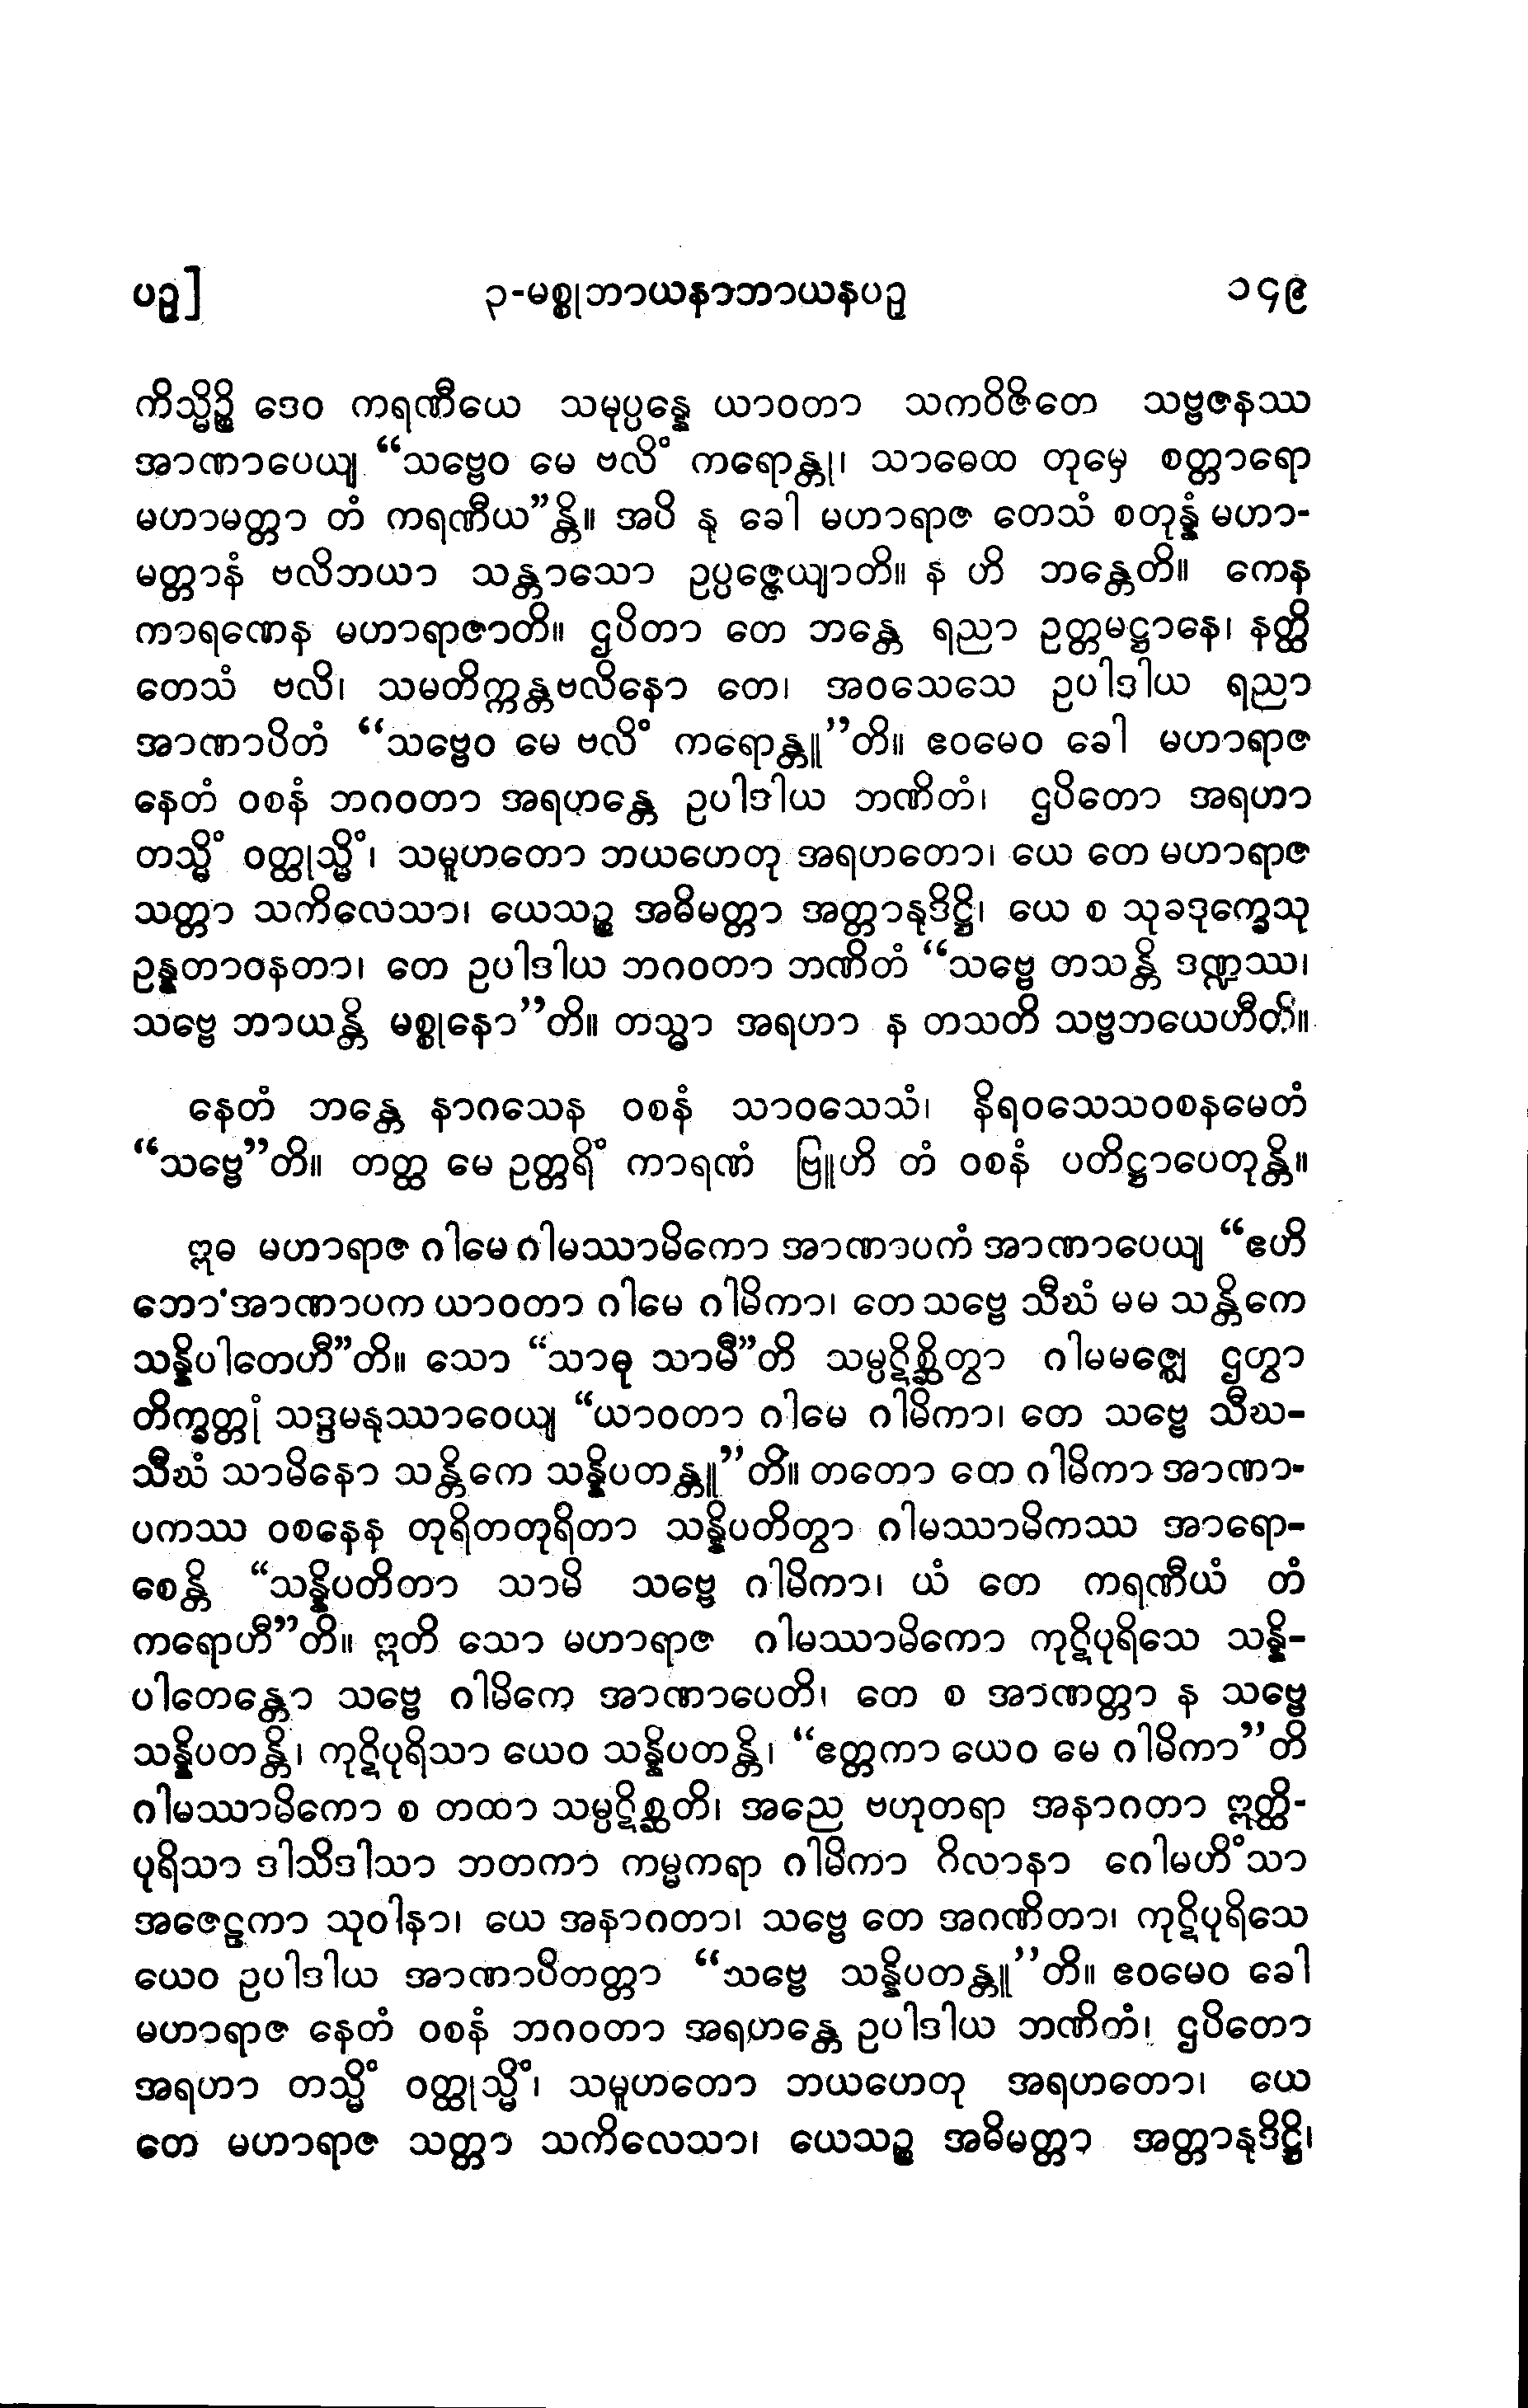 ပဥှ]
၃-မစ္စုဘာယနာဘာယနပဥှ
၁၄၉
ကိသ္မိဉ္စိ ဒေဝ ကရဏီယေ သမုပ္ပန္နေ ယာဝတာ သကဝိဇိတေ သဗ္ဗဇနဿ
အာဏာပေယျ “သဗ္ဗေဝ မေ ဗလိံ ကရောန္တု၊ သာဓေထ တုမှေ စတ္တာရော
မဟာမတ္တာ တံ ကရဏီယ”န္တိ။ အပိ နု ခေါ မဟာရာဇ တေသံ စတုန္နံ မဟာ-
မတ္တာနံ ဗလိဘယာ သန္တာသော ဥပ္ပဇ္ဇေယျာတိ။ န ဟိ ဘန္တေတိ။ ကေန
ကာရဏေန မဟာရာဇာတိ။ ဌပိတာ တေ ဘန္တေ ရညာ ဥတ္တမဋ္ဌာနေ၊ နတ္ထိ
တေသံ ဗလိ၊ သမတိက္ကန္တဗလိနော တေ၊ အဝသေသေ ဥပါဒါယ ရညာ
အာဏာပိတံ “သဗ္ဗေဝ မေ ဗလိံ ကရောန္တူ”တိ။ ဧဝမေဝ ခေါ မဟာရာဇ
နေတံ ဝစနံ ဘဂဝတာ အရဟန္တေ ဥပါဒါယ ဘဏိတံ၊ ဌပိတော အရဟာ
တသ္မိံ ဝတ္ထုသ္မိံ၊ သမူဟတော ဘယဟေတု အရဟတော၊ ယေ တေ မဟာရာဇ
သတ္တာ သကိလေသာ၊ ယေသဉ္စ အဓိမတ္တာ အတ္တာနုဒိဋ္ဌိ၊ ယေ စ သုခဒုက္ခေသု
ဥန္နတာဝနတာ၊ တေ ဥပါဒါယ ဘဂဝတာ ဘဏိတံ “သဗ္ဗေ တသန္တိ ဒဏ္ဍဿ၊
သဗ္ဗေ ဘာယန္တိ မစ္စုနော”တိ။ တသ္မာ အရဟာ န တသတိ သဗ္ဗဘယေဟီတိ။
နေတံ ဘန္တေ နာဂသေန ဝစနံ သာဝသေသံ၊ နိရဝသေသဝစနမေတံ
“သဗ္ဗေ”တိ။ တတ္ထ မေ ဥတ္တရိံ ကာရဏံ ဗြူဟိ တံ ဝစနံ ပတိဋ္ဌာပေတုန္တိ။
ဣဓ မဟာရာဇ ဂါမေ ဂါမဿာမိကော အာဏာပကံ အာဏာပေယျ “ဧဟိ
ဘော အာဏာပက ယာဝတာ ဂါမေ ဂါမိကာ၊ တေ သဗ္ဗေ သီဃံ မမ သန္တိကေ
သန္နိပါတေဟီ”တိ။ သော “သာဓု သာမီ”တိ သမ္ပဋိစ္ဆိတွာ ဂါမမဇ္ဈေ ဌတွာ
တိက္ခတ္တုံ သဒ္ဒမနုဿာဝေယျ “ယာဝတာ ဂါမေ ဂါမိကာ၊ တေ သဗ္ဗေ သီဃ-
သီဃံ သာမိနော သန္တိကေ သန္နိပတန္တူ”တိ။ တတော တေ ဂါမိကာ အာဏာ-
ပကဿ ဝစနေန တုရိတတုရိတာ သန္နိပတိတွာ ဂါမဿာမိကဿ အာရော-
စေန္တိ “သန္နိပတိတာ သာမိ သဗ္ဗေ ဂါမိကာ၊ ယံ တေ ကရဏီယံ တံ
ကရောဟီ”တိ။ ဣတိ သော မဟာရာဇ ဂါမဿာမိကော ကုဋိပုရိသေ သန္နိ-
ပါတေန္တော သဗ္ဗေ ဂါမိကေ အာဏာပေတိ၊ တေ စ အာဏတ္တာ န သဗ္ဗေ
သန္နိပတန္တိ၊ ကုဋိပုရိသာ ယေဝ သန္နိပတန္တိ၊ “ဧတ္တကာ ယေဝ မေ ဂါမိကာ”တိ
ဂါမဿာမိကော စ တထာ သမ္ပဋိစ္ဆတိ၊ အညေ ဗဟုတရာ အနာဂတာ ဣတ္ထိ-
ပုရိသာ ဒါသိဒါသာ ဘတကာ ကမ္မကရာ ဂါမိကာ ဂိလာနာ ဂေါမဟိံသာ
အဇေဠကာ သုဝါနာ၊ ယေ အနာဂတာ၊ သဗ္ဗေ တေ အဂဏိတာ၊ ကုဋိပုရိသေ
ယေဝ ဥပါဒါယ အာဏာပိတတ္တာ “သဗ္ဗေ သန္နိပတန္တူ”တိ။ ဧဝမေဝ ခေါ
မဟာရာဇ နေတံ ဝစနံ ဘဂဝတာ အရဟန္တေ ဥပါဒါယ ဘဏိတံ၊ ဌပိတော
အရဟာ တသ္မိံ ဝတ္ထုသ္မိံ၊ သမူဟတော ဘယဟေတု အရဟတော၊ ယေ
တေ မဟာရာဇ သတ္တာ သကိလေသာ၊ ယေသဉ္စ အဓိမတ္တာ အတ္တာနုဒိဋ္ဌိ၊